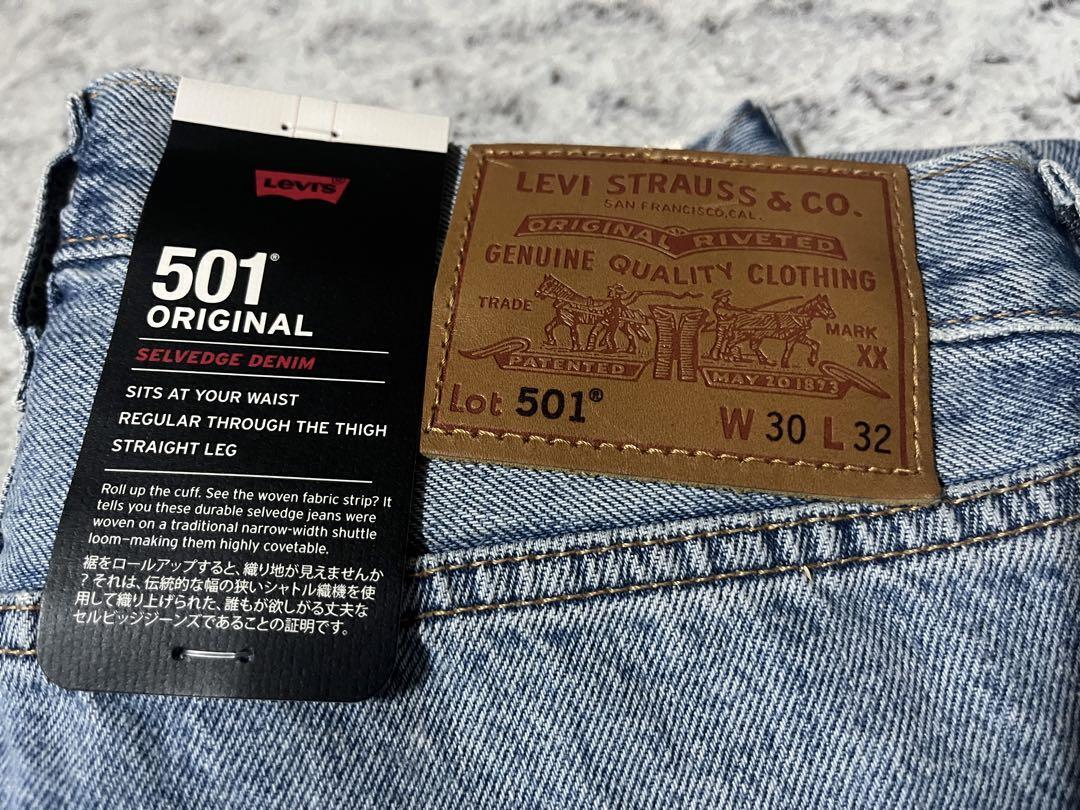 Levi's
501®
ORIGINAL
SELVEDGE DENIM
SITS AT YOUR WAIST
REGULAR THROUGH THE THIGH
STRAIGHT LEG
Roll up the cuff. See the woven fabric strip? It
tells you these durable selvedge jeans were
woven on a traditional narrow-width shuttle
loom–making them highly covetable.
裾をロールアップすると、織り地が見えませんか
? それは、伝統的な幅の狭いシャトル織機を使
用して織り上げられた、誰もが欲しがる丈夫な
セルビッジジーンズであることの証明です。
LEVI STRAUSS & CO.
SAN FRANCISCO, CAL.
ORIGINAL RIVETED
GENUINE QUALITY CLOTHING
TRADE MARK
XX
PATENTED MAY 20 1873
Lot 501® W 30 L 32